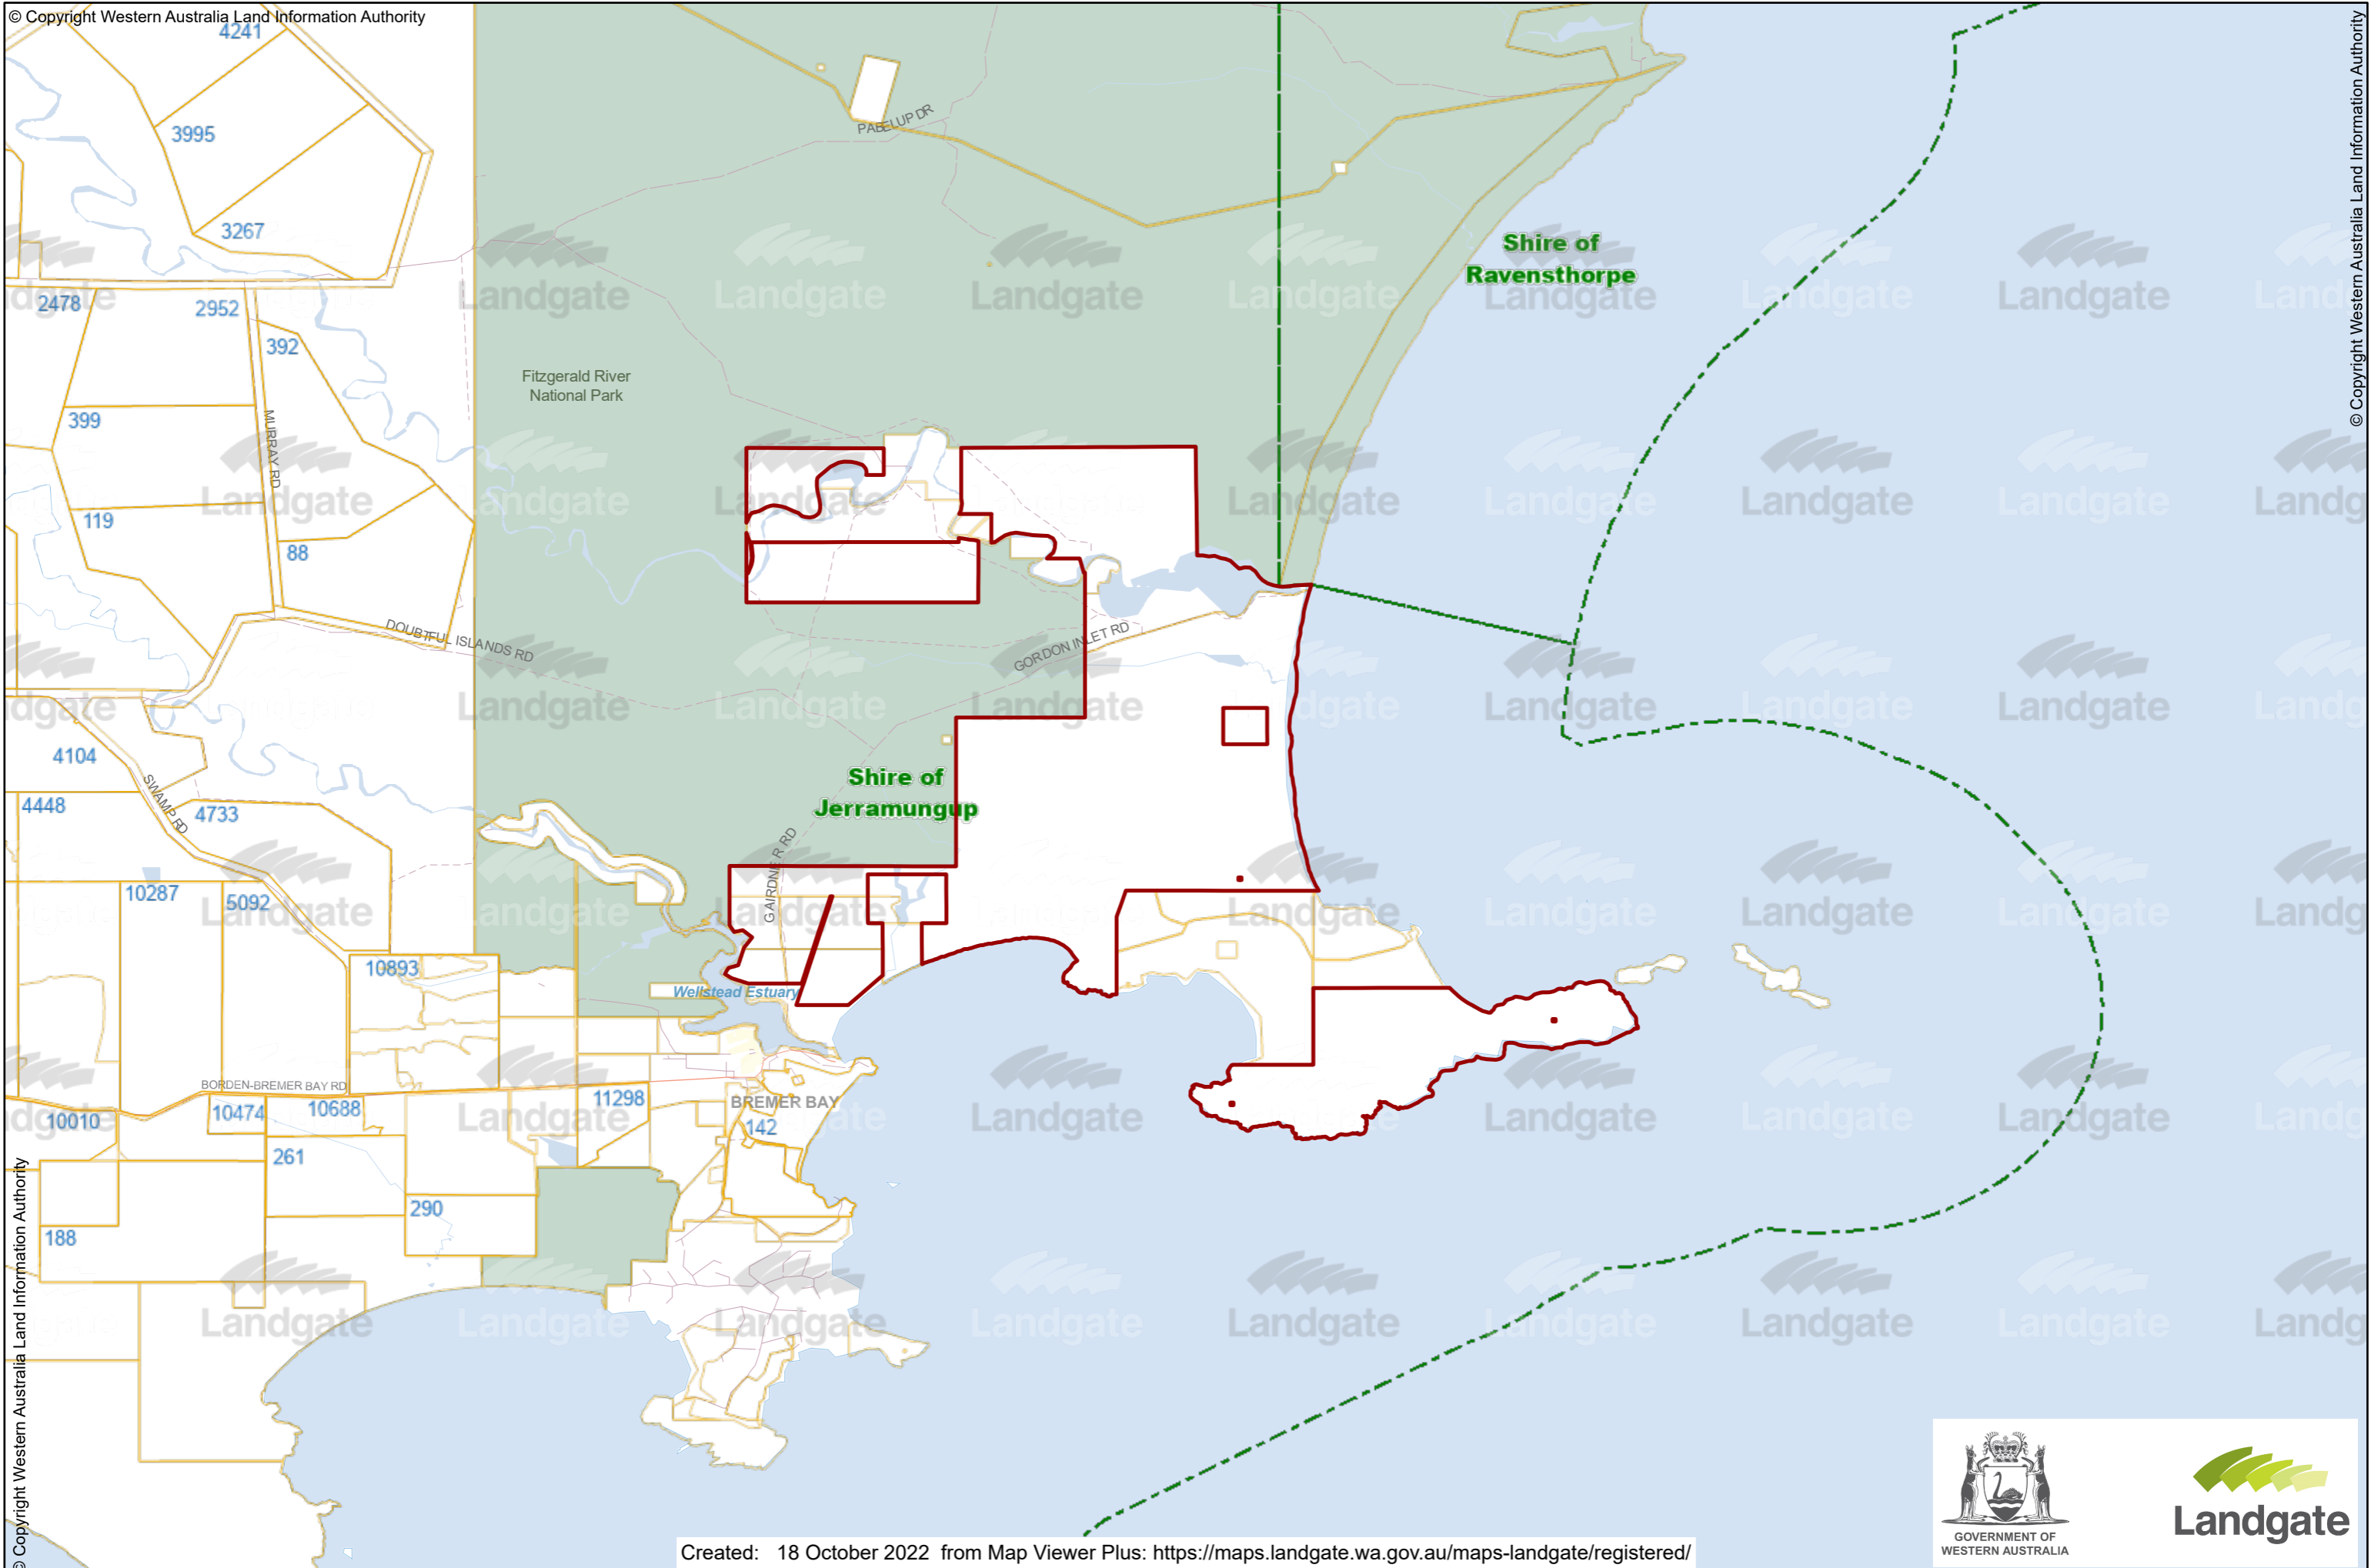 © Copyright Western Australia Land Information Authority
© Copyright Western Australia Land Information Authority
© Copyright Western Australia Land Information Authority
4241
3995
3267
2478
2952
392
399
119
88
MURRAY RD
PABELUP DR
Shire of
Ravensthorpe
Fitzgerald River
National Park
DOUBTFUL ISLANDS RD
GORDON INLET RD
4104
4448
SWAMP RD
4733
Shire of
Jerramungup
GAIRDNER RD
10287
5092
10893
Wellstead Estuary
BORDEN-BREMER BAY RD
10010
10474
10688
11298
BREMER BAY
142
261
290
188
Landgate
GOVERNMENT OF
WESTERN AUSTRALIA
Landgate
Created: 18 October 2022 from Map Viewer Plus: https://maps.landgate.wa.gov.au/maps-landgate/registered/